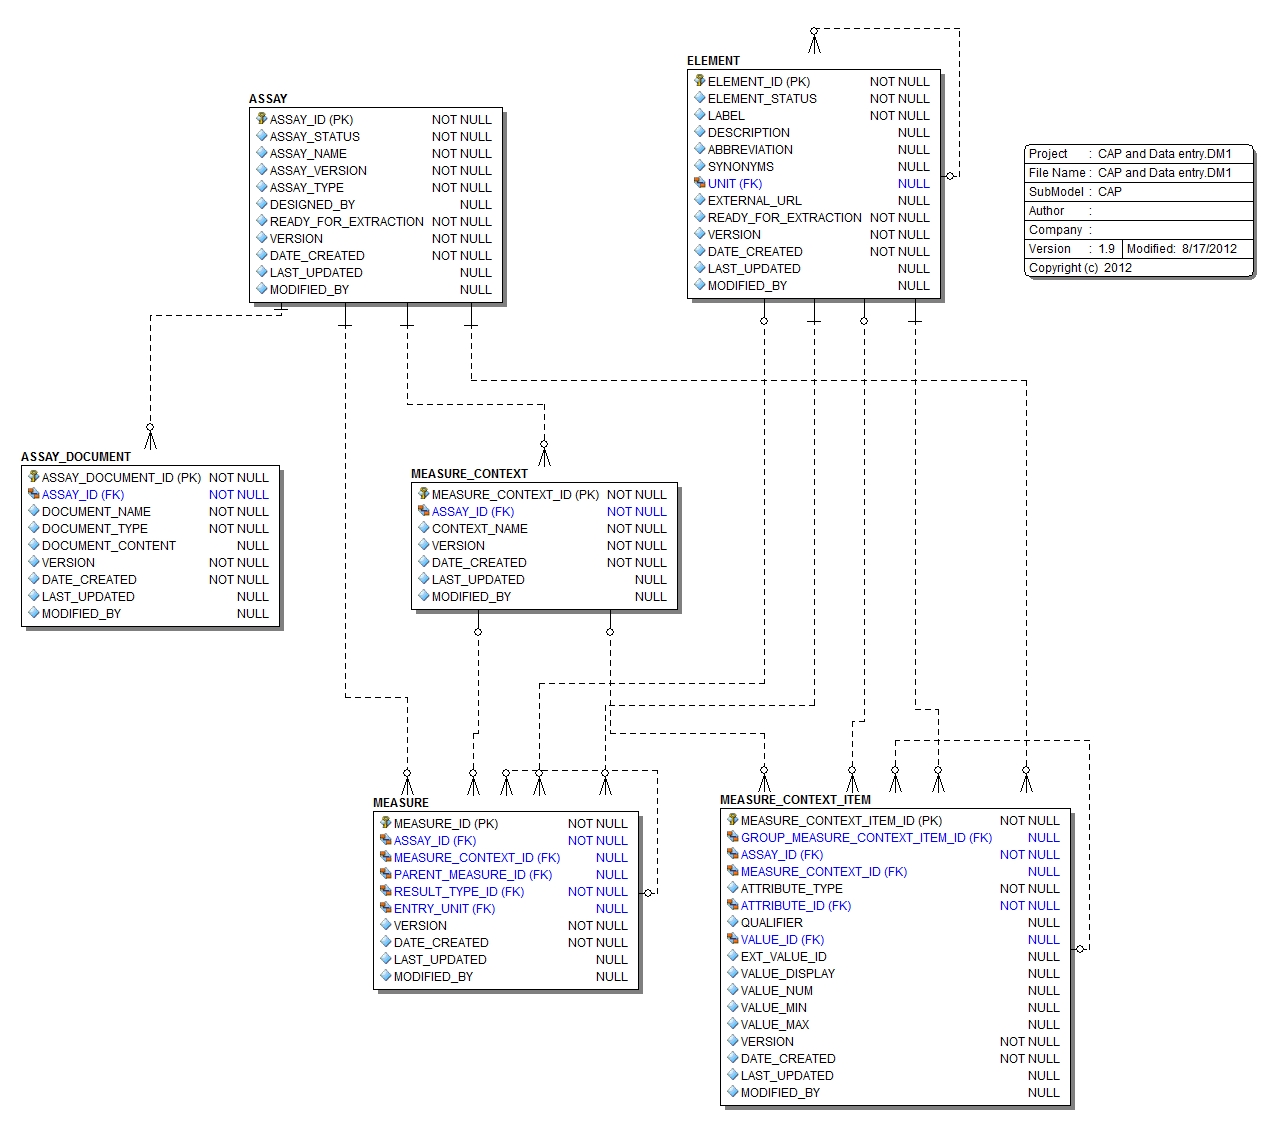 ELEMENT
ELEMENT_ID (PK) NOT NULL
ELEMENT_STATUS NOT NULL
LABEL NOT NULL
DESCRIPTION NULL
ABBREVIATION NULL
SYNONYMS NULL
UNIT (FK) NULL
EXTERNAL_URL NULL
READY_FOR_EXTRACTION NOT NULL
VERSION NOT NULL
DATE_CREATED NOT NULL
LAST_UPDATED NULL
MODIFIED_BY NULL
ASSAY
ASSAY_ID (PK) NOT NULL
ASSAY_STATUS NOT NULL
ASSAY_NAME NOT NULL
ASSAY_VERSION NOT NULL
ASSAY_TYPE NOT NULL
DESIGNED_BY NULL
READY_FOR_EXTRACTION NOT NULL
VERSION NOT NULL
DATE_CREATED NOT NULL
LAST_UPDATED NULL
MODIFIED_BY NULL
Project : CAP and Data entry.DM1
File Name : CAP and Data entry.DM1
SubModel : CAP
Author :
Company :
Version : 1.9 Modified: 8/17/2012
Copyright (c) 2012
ASSAY_DOCUMENT
ASSAY_DOCUMENT_ID (PK) NOT NULL
ASSAY_ID (FK) NOT NULL
DOCUMENT_NAME NOT NULL
DOCUMENT_TYPE NOT NULL
DOCUMENT_CONTENT NULL
VERSION NOT NULL
DATE_CREATED NOT NULL
LAST_UPDATED NULL
MODIFIED_BY NULL
MEASURE_CONTEXT
MEASURE_CONTEXT_ID (PK) NOT NULL
ASSAY_ID (FK) NOT NULL
CONTEXT_NAME NOT NULL
VERSION NOT NULL
DATE_CREATED NOT NULL
LAST_UPDATED NULL
MODIFIED_BY NULL
MEASURE
MEASURE_ID (PK) NOT NULL
ASSAY_ID (FK) NOT NULL
MEASURE_CONTEXT_ID (FK) NULL
PARENT_MEASURE_ID (FK) NULL
RESULT_TYPE_ID (FK) NOT NULL
ENTRY_UNIT (FK) NULL
VERSION NOT NULL
DATE_CREATED NOT NULL
LAST_UPDATED NULL
MODIFIED_BY NULL
MEASURE_CONTEXT_ITEM
MEASURE_CONTEXT_ITEM_ID (PK) NOT NULL
GROUP_MEASURE_CONTEXT_ITEM_ID (FK) NULL
ASSAY_ID (FK) NOT NULL
MEASURE_CONTEXT_ID (FK) NULL
ATTRIBUTE_TYPE NOT NULL
ATTRIBUTE_ID (FK) NOT NULL
QUALIFIER NULL
VALUE_ID (FK) NULL
EXT_VALUE_ID NULL
VALUE_DISPLAY NULL
VALUE_NUM NULL
VALUE_MIN NULL
VALUE_MAX NULL
VERSION NOT NULL
DATE_CREATED NOT NULL
LAST_UPDATED NULL
MODIFIED_BY NULL